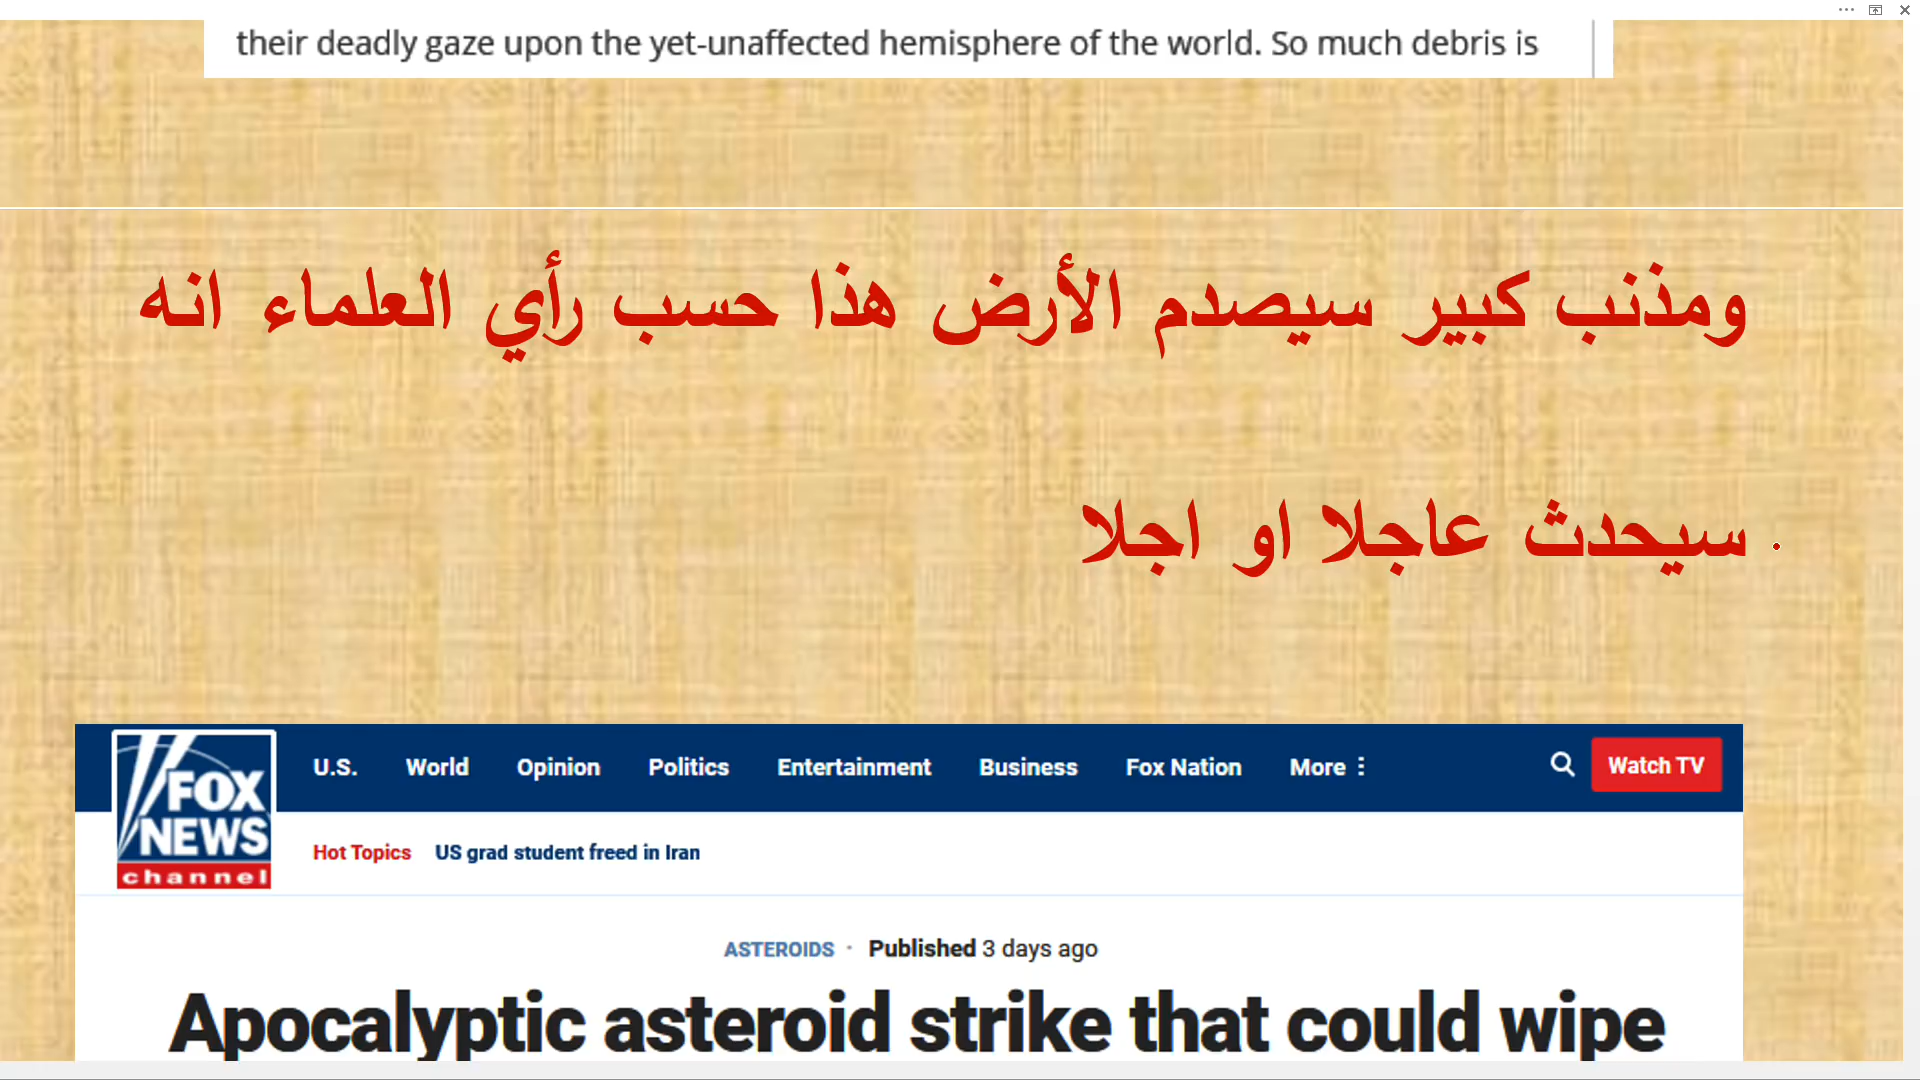 their deadly gaze upon the yet-unaffected hemisphere of the world. So much debris is
ومذنب كبير سيصدم الأرض هذا حسب رأي العلماء انه
سيحدث عاجلا او اجلا
FOX
NEWS
channel
U.S. World Opinion Politics Entertainment Business Fox Nation More Watch TV
Hot Topics US grad student freed in Iran
ASTEROIDS · Published 3 days ago
Apocalyptic asteroid strike that could wipe